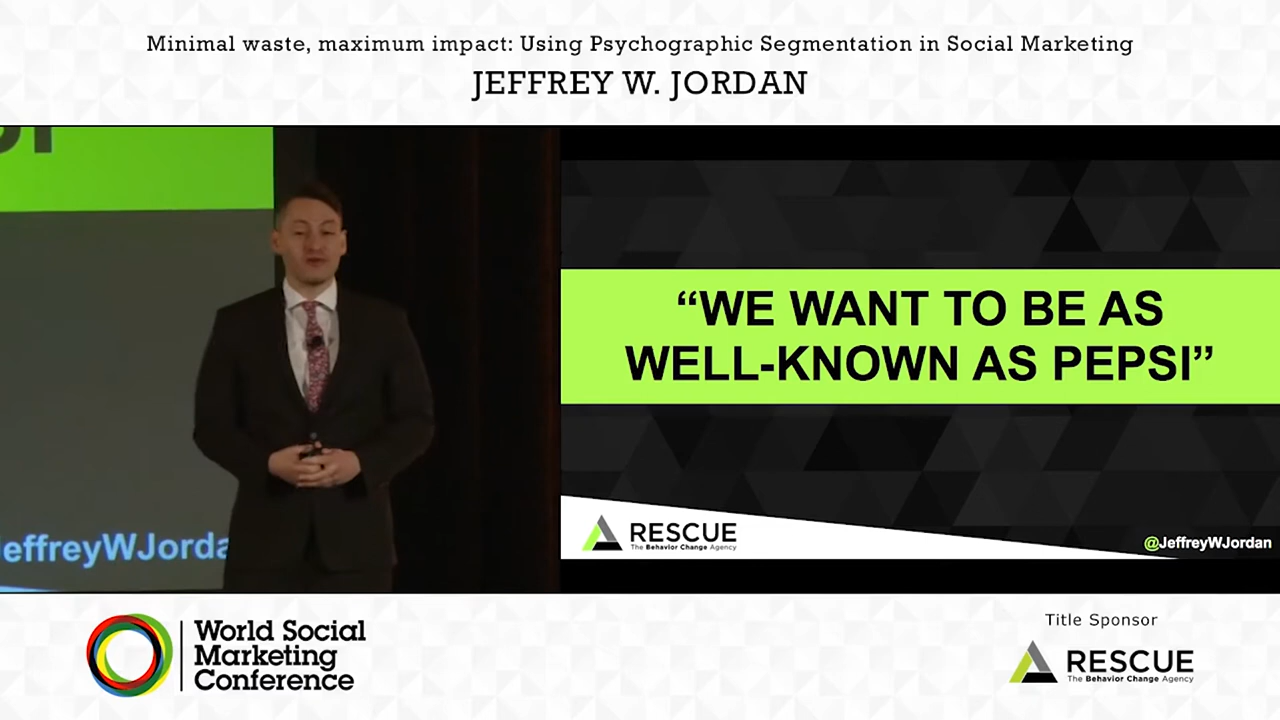 Minimal waste, maximum impact: Using Psychographic Segmentation in Social Marketing
JEFFREY W. JORDAN
“WE WANT TO BE AS
WELL-KNOWN AS PEPSI”
RESCUE
The Behavior Change Agency
@JeffreyWJordan
effreyWJorda
World Social
Marketing
Conference
Title Sponsor
RESCUE
The Behavior Change Agency